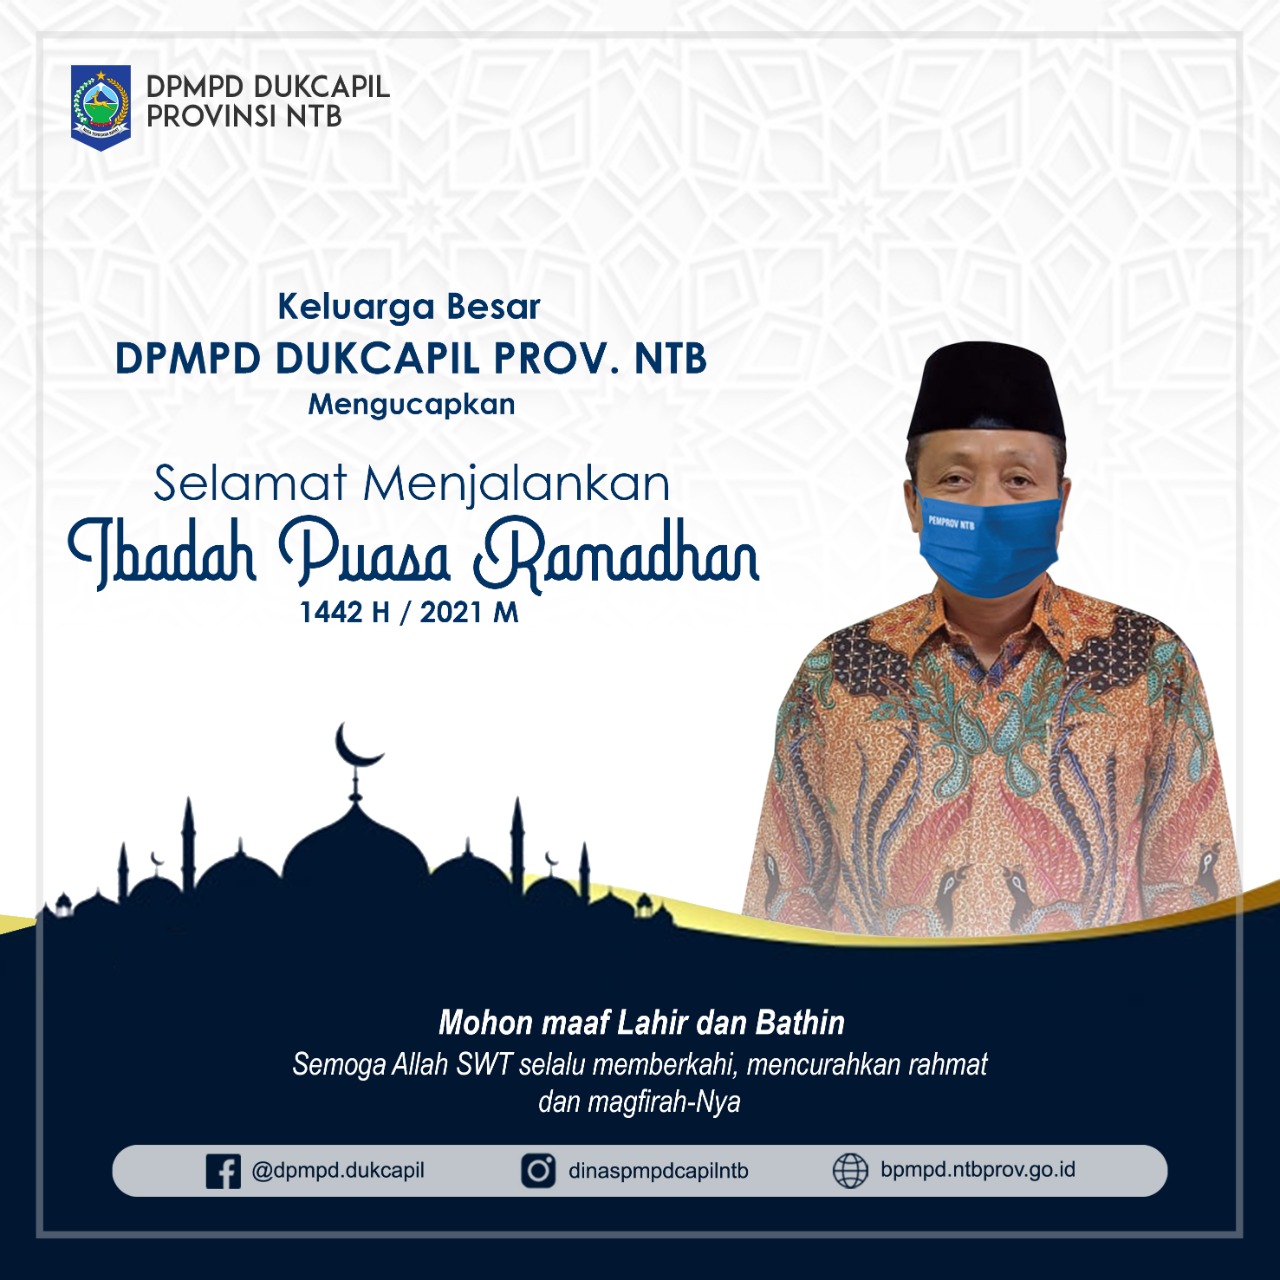 DPMPD DUKCAPIL
PROVINSI NTB
Keluarga Besar
DPMPD DUKCAPIL PROV. NTB
Mengucapkan
Selamat Menjalankan
Ibadah Puasa Ramadhan
1442 H / 2021 M
PEMPROV NTB
Mohon maaf Lahir dan Bathin
Semoga Allah SWT selalu memberkahi, mencurahkan rahmat
dan magfirah-Nya
@dpmpd.dukcapil
dinaspmpdcapilntb
bpmpd.ntbprov.go.id